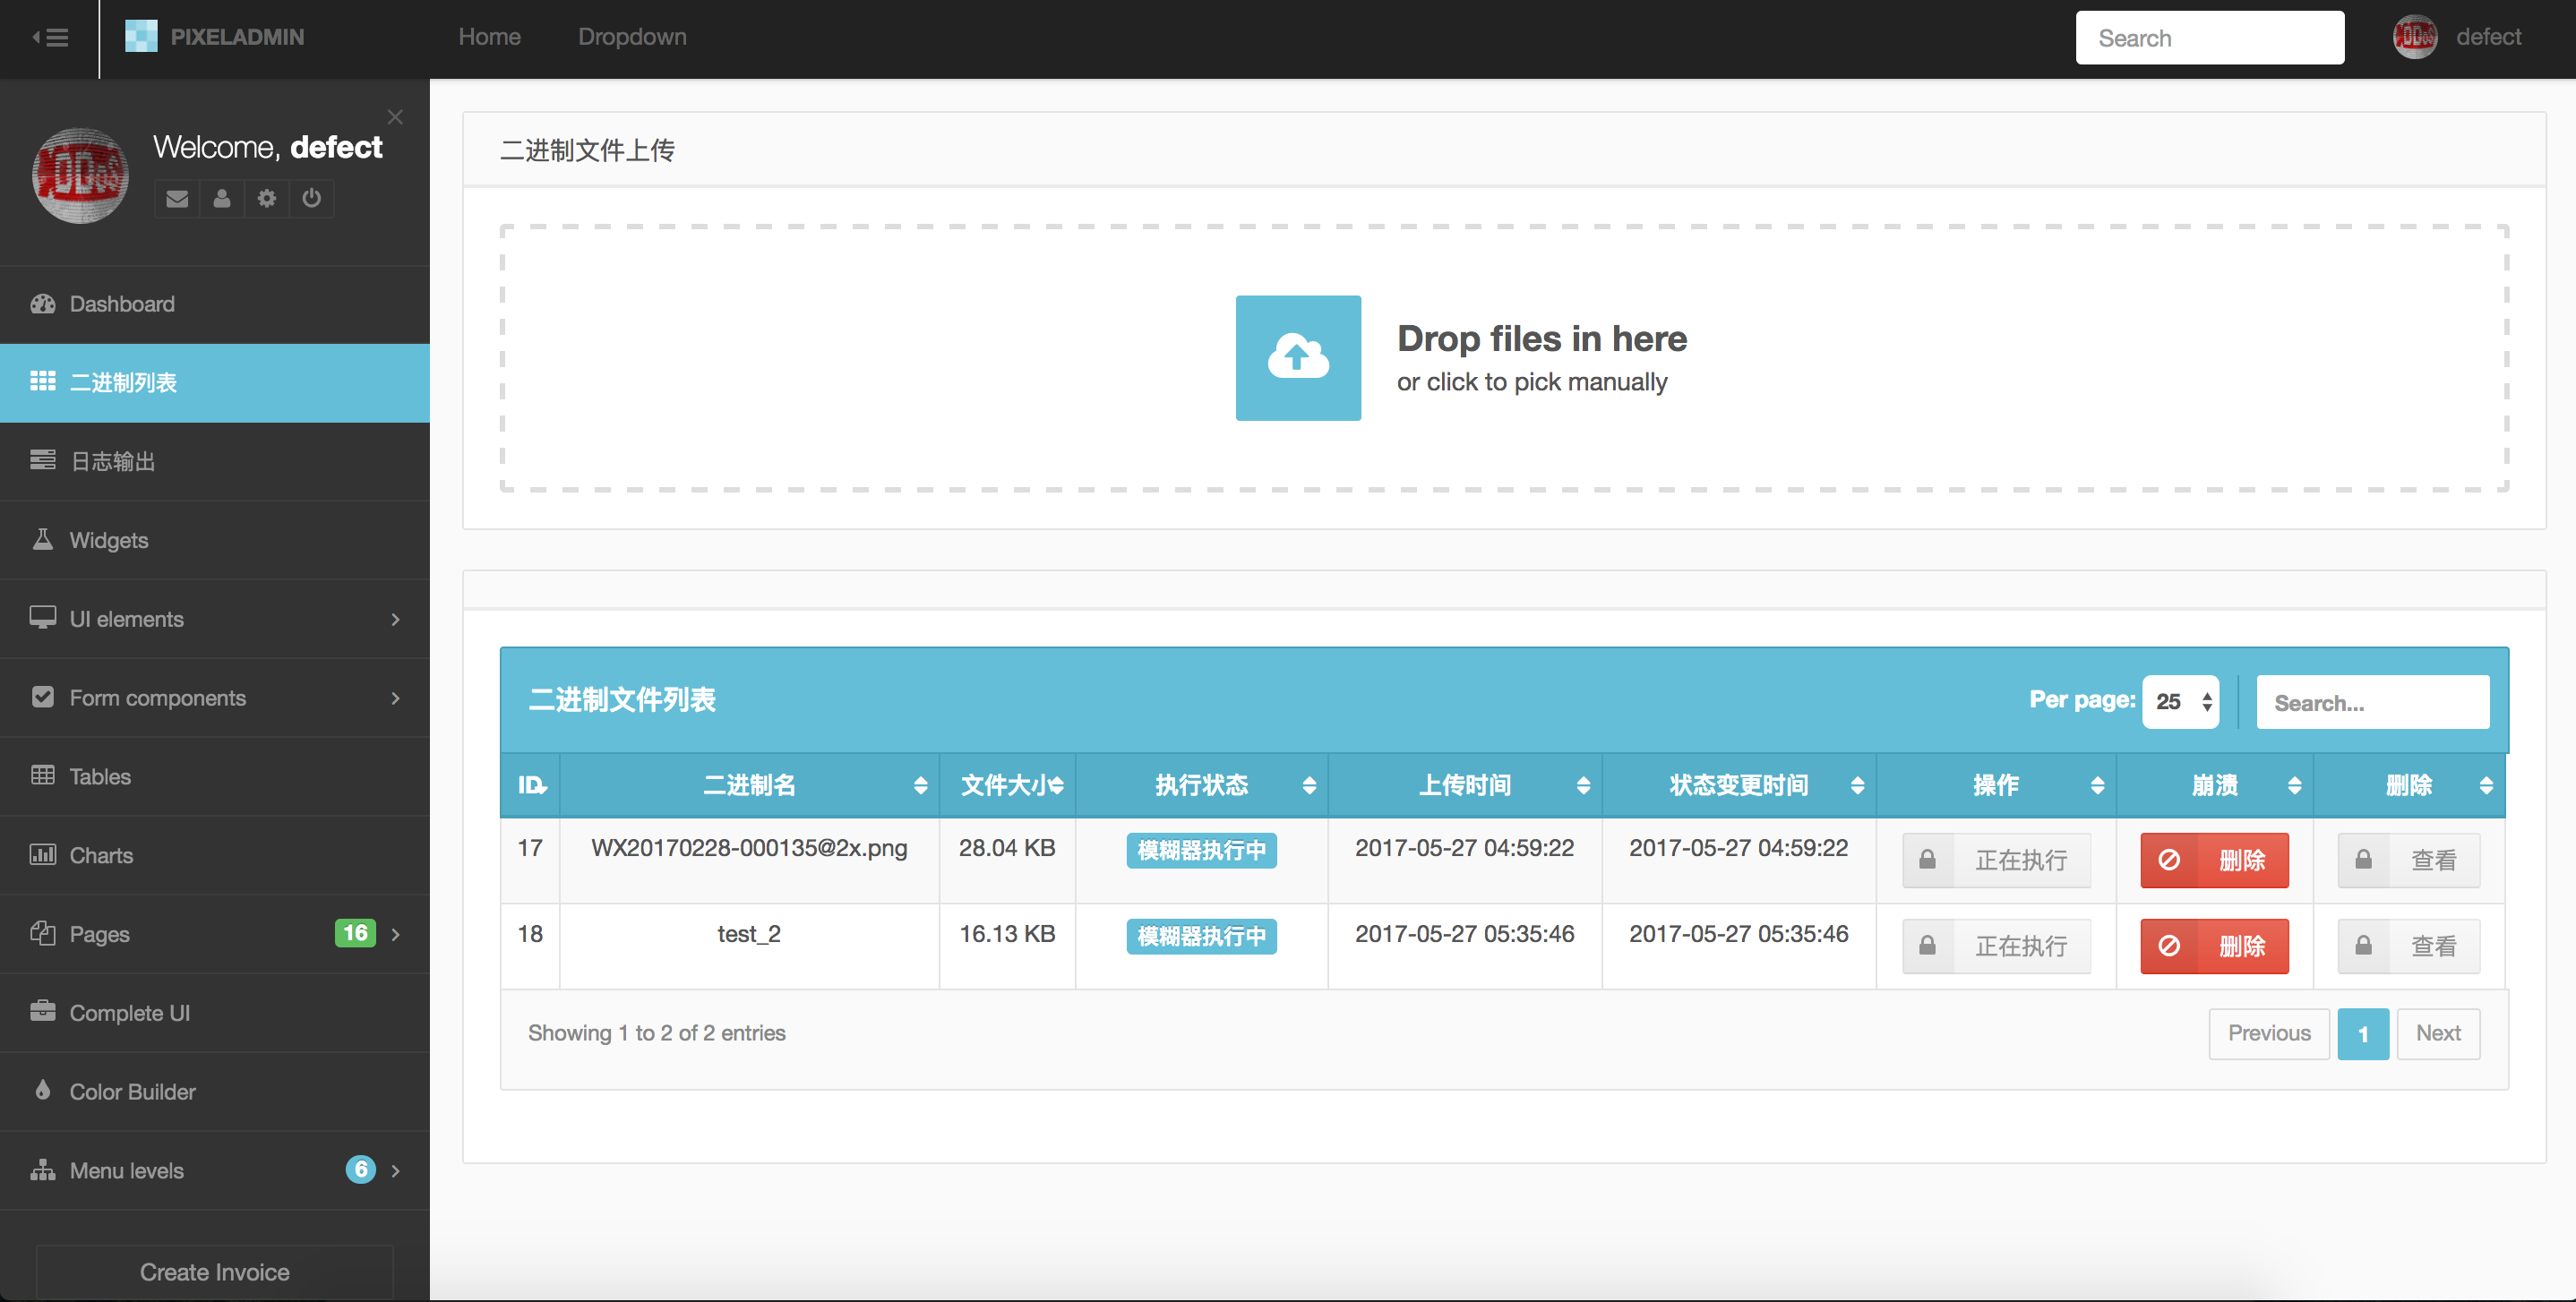 PIXELADMIN
Home
Dropdown
Search
defect
Welcome, defect
Dashboard
二进制列表
日志输出
Widgets
UI elements
Form components
Tables
Charts
Pages 16
Complete UI
Color Builder
Menu levels 6
Create Invoice
二进制文件上传
Drop files in here
or click to pick manually
二进制文件列表
Per page: 25
Search...
ID 二进制名 文件大小 执行状态 上传时间 状态变更时间 操作 崩溃 删除
17 WX20170228-000135@2x.png 28.04 KB 模糊器执行中 2017-05-27 04:59:22 2017-05-27 04:59:22 正在执行 删除 查看
18 test_2 16.13 KB 模糊器执行中 2017-05-27 05:35:46 2017-05-27 05:35:46 正在执行 删除 查看
Showing 1 to 2 of 2 entries
Previous 1 Next